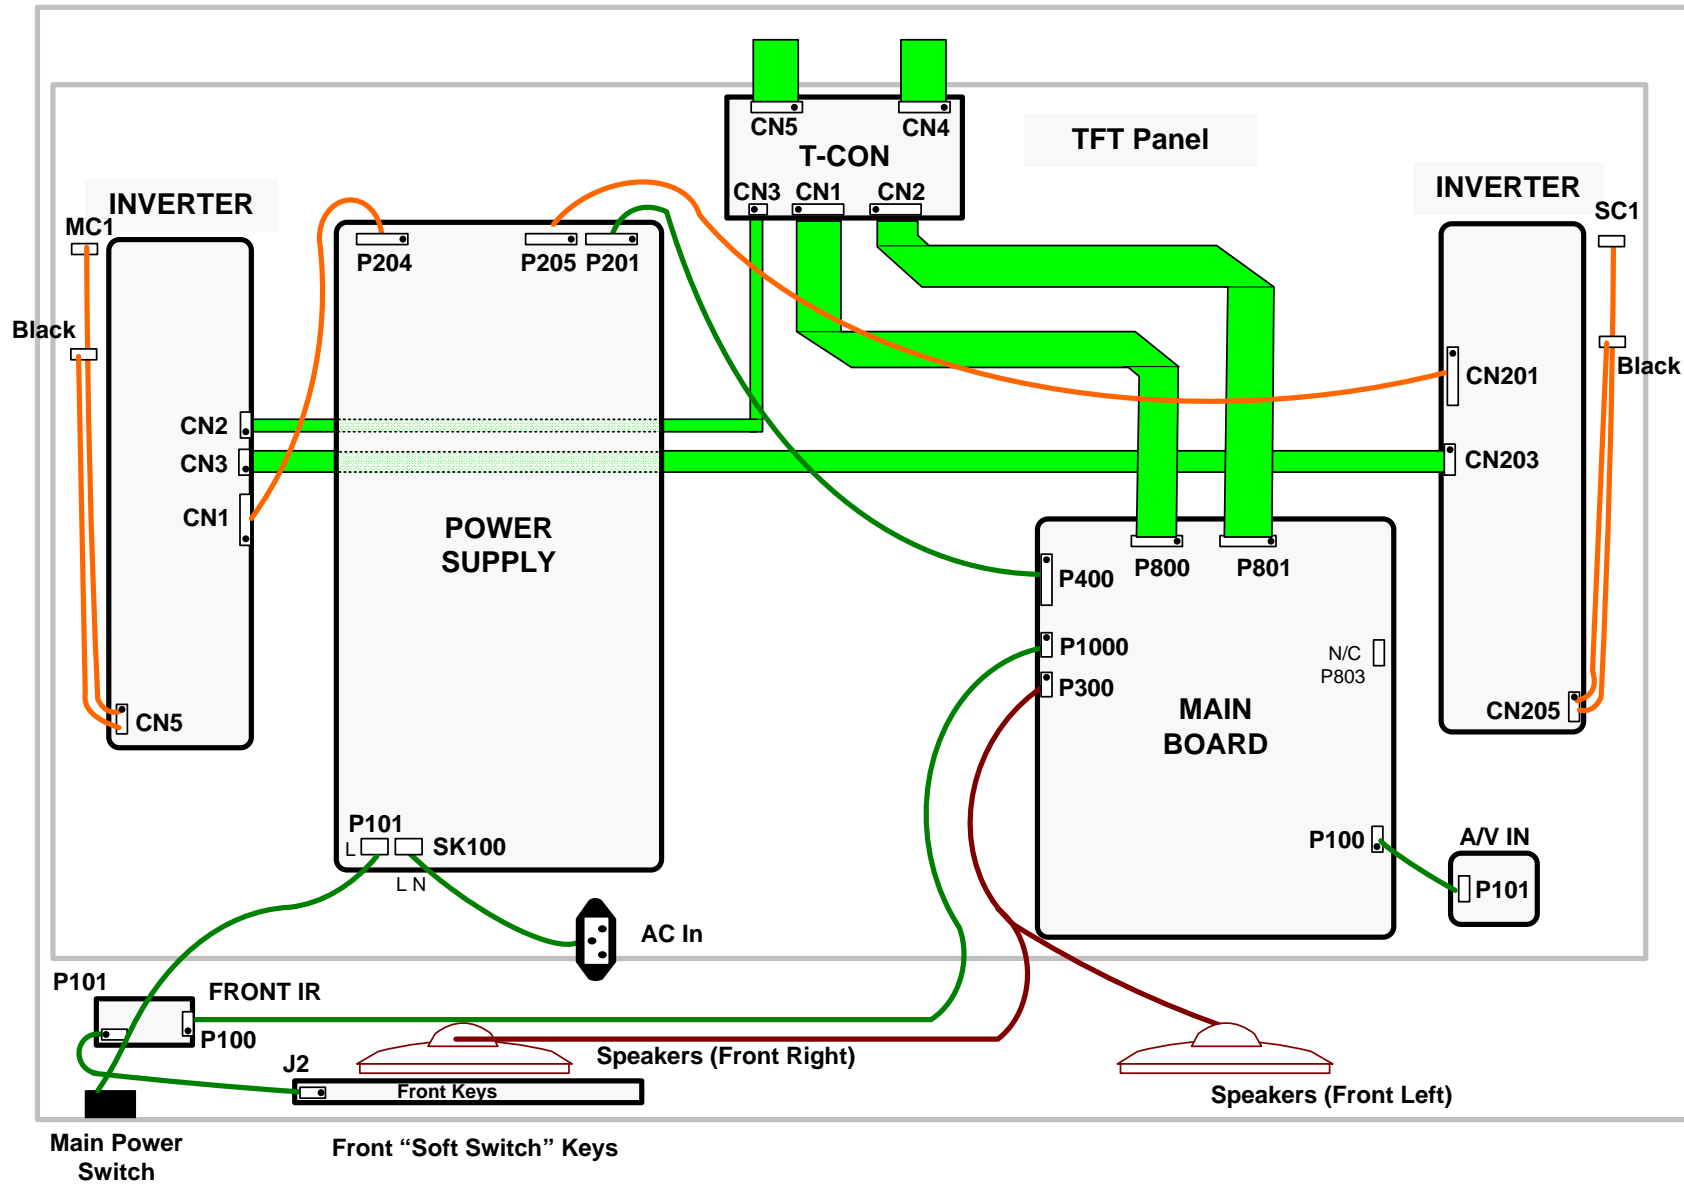 CN5
CN4
T-CON
TFT Panel
CN3
CN1
CN2
INVERTER
MC1
Black
CN2
CN3
CN1
CN5
P204
P205
P201
POWER
SUPPLY
P101
L
SK100
L N
AC In
INVERTER
SC1
Black
CN201
CN203
CN205
P800
P801
P400
P1000
P300
N/C
P803
MAIN
BOARD
P100
A/V IN
P101
P101
FRONT IR
P100
J2
Front Keys
Speakers (Front Right)
Speakers (Front Left)
Main Power
Switch
Front “Soft Switch” Keys